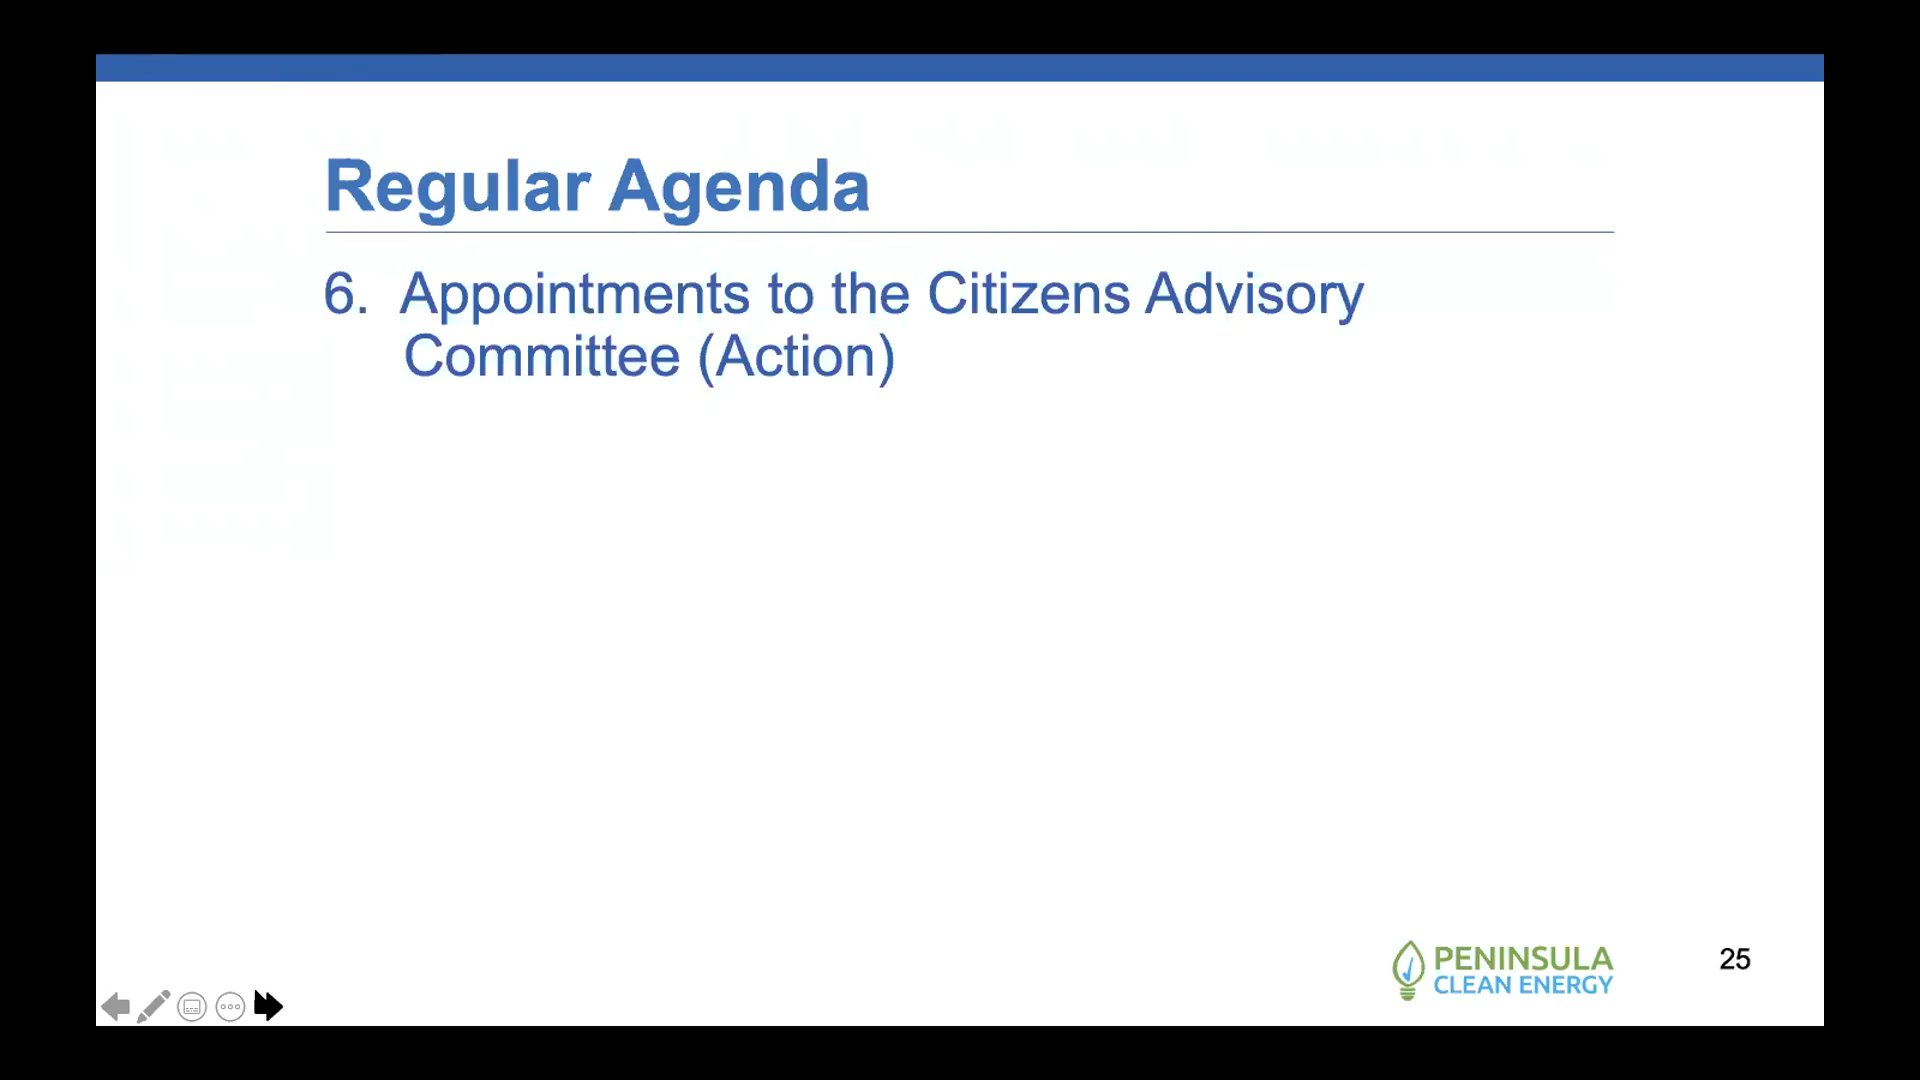 Regular Agenda
6. Appointments to the Citizens Advisory
Committee (Action)
PENINSULA
CLEAN ENERGY
25